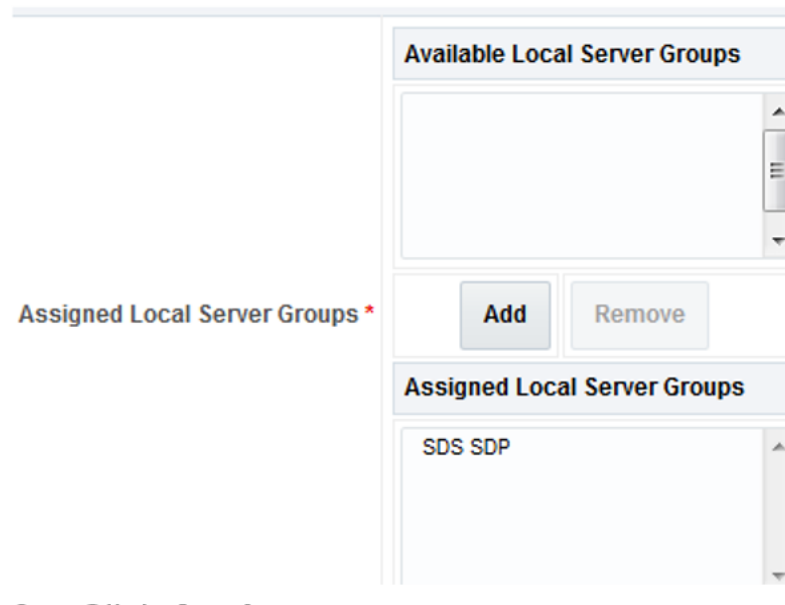 Available Local Server Groups
Assigned Local Server Groups *
Add
Remove
Assigned Local Server Groups
SDS SDP